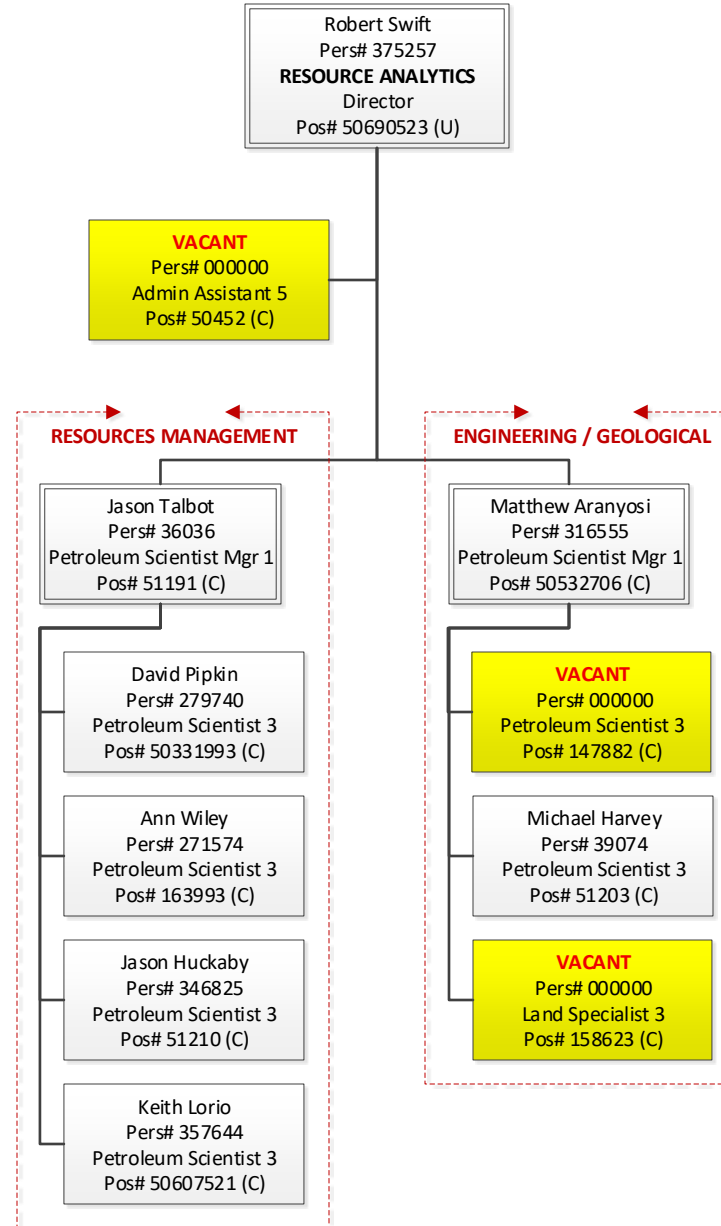 Robert Swift
Pers# 375257
RESOURCE ANALYTICS
Director
Pos# 50690523 (U)
VACANT
Pers# 000000
Admin Assistant 5
Pos# 50452 (C)
RESOURCES MANAGEMENT
Jason Talbot
Pers# 36036
Petroleum Scientist Mgr 1
Pos# 51191 (C)
David Pipkin
Pers# 279740
Petroleum Scientist 3
Pos# 50331993 (C)
Ann Wiley
Pers# 271574
Petroleum Scientist 3
Pos# 163993 (C)
Jason Huckaby
Pers# 346825
Petroleum Scientist 3
Pos# 51210 (C)
Keith Lorio
Pers# 357644
Petroleum Scientist 3
Pos# 50607521 (C)
ENGINEERING / GEOLOGICAL
Matthew Aranyosi
Pers# 316555
Petroleum Scientist Mgr 1
Pos# 50532706 (C)
VACANT
Pers# 000000
Petroleum Scientist 3
Pos# 147882 (C)
Michael Harvey
Pers# 39074
Petroleum Scientist 3
Pos# 51203 (C)
VACANT
Pers# 000000
Land Specialist 3
Pos# 158623 (C)